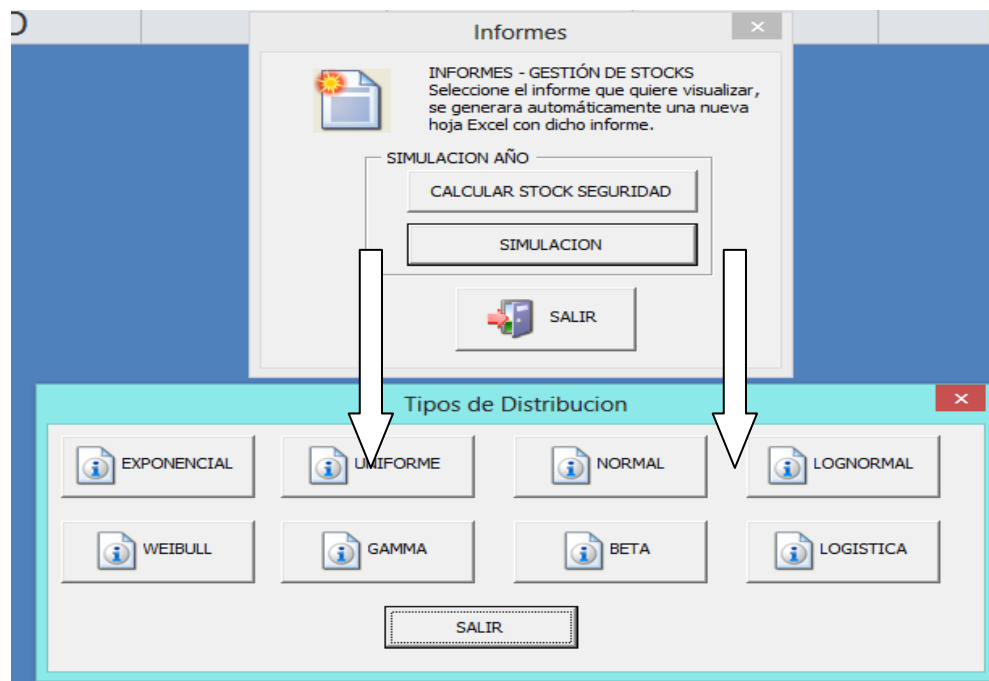 Informes
INFORMES - GESTIÓN DE STOCKS
Seleccione el informe que quiere visualizar,
se generara automáticamente una nueva
hoja Excel con dicho informe.
SIMULACION AÑO
CALCULAR STOCK SEGURIDAD
SIMULACION
SALIR
Tipos de Distribucion
EXPONENCIAL UNIFORME NORMAL LOGNORMAL
WEIBULL GAMMA BETA LOGISTICA
SALIR